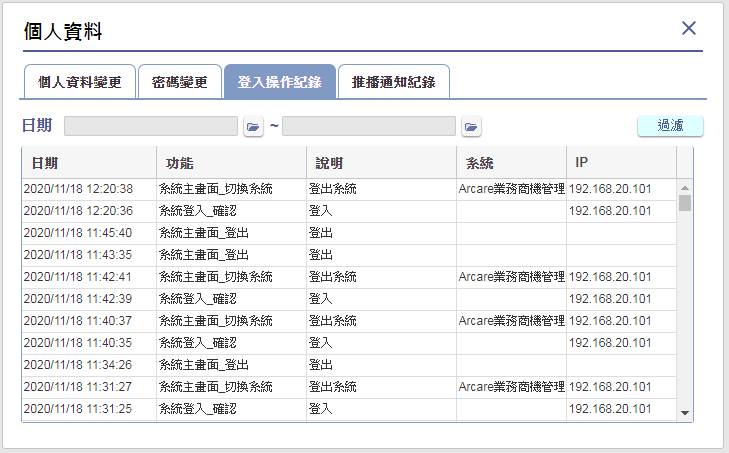 個人資料
個人資料變更 密碼變更 登入操作紀錄 推播通知紀錄
日期 ~ 過濾
日期 功能 說明 系統 IP
2020/11/18 12:20:38 系統主畫面_切換系統 登出系統 Arcare業務商機管理 192.168.20.101
2020/11/18 12:20:36 系統登入_確認 登入 192.168.20.101
2020/11/18 11:45:40 系統主畫面_登出 登出
2020/11/18 11:43:35 系統主畫面_登出 登出
2020/11/18 11:42:41 系統主畫面_切換系統 登出系統 Arcare業務商機管理 192.168.20.101
2020/11/18 11:42:39 系統登入_確認 登入 192.168.20.101
2020/11/18 11:40:37 系統主畫面_切換系統 登出系統 Arcare業務商機管理 192.168.20.101
2020/11/18 11:40:35 系統登入_確認 登入 192.168.20.101
2020/11/18 11:34:26 系統主畫面_登出 登出
2020/11/18 11:31:27 系統主畫面_切換系統 登出系統 Arcare業務商機管理 192.168.20.101
2020/11/18 11:31:25 系統登入_確認 登入 192.168.20.101